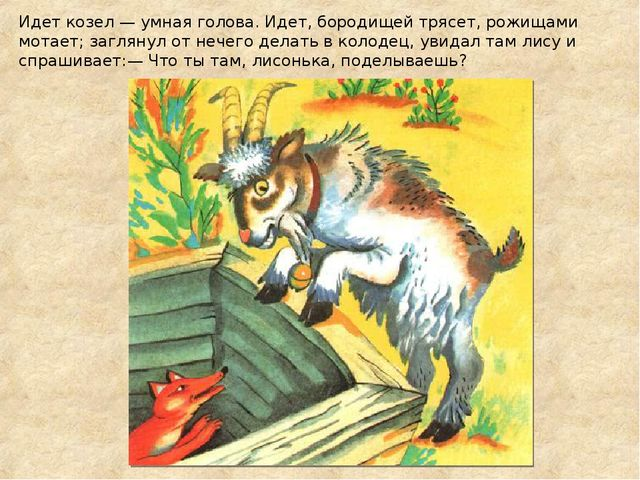 Идет козел — умная голова. Идет, бородищей трясет, рожищами
мотает; заглянул от нечего делать в колодец, увидал там лису и
спрашивает:— Что ты там, лисонька, поделываешь?